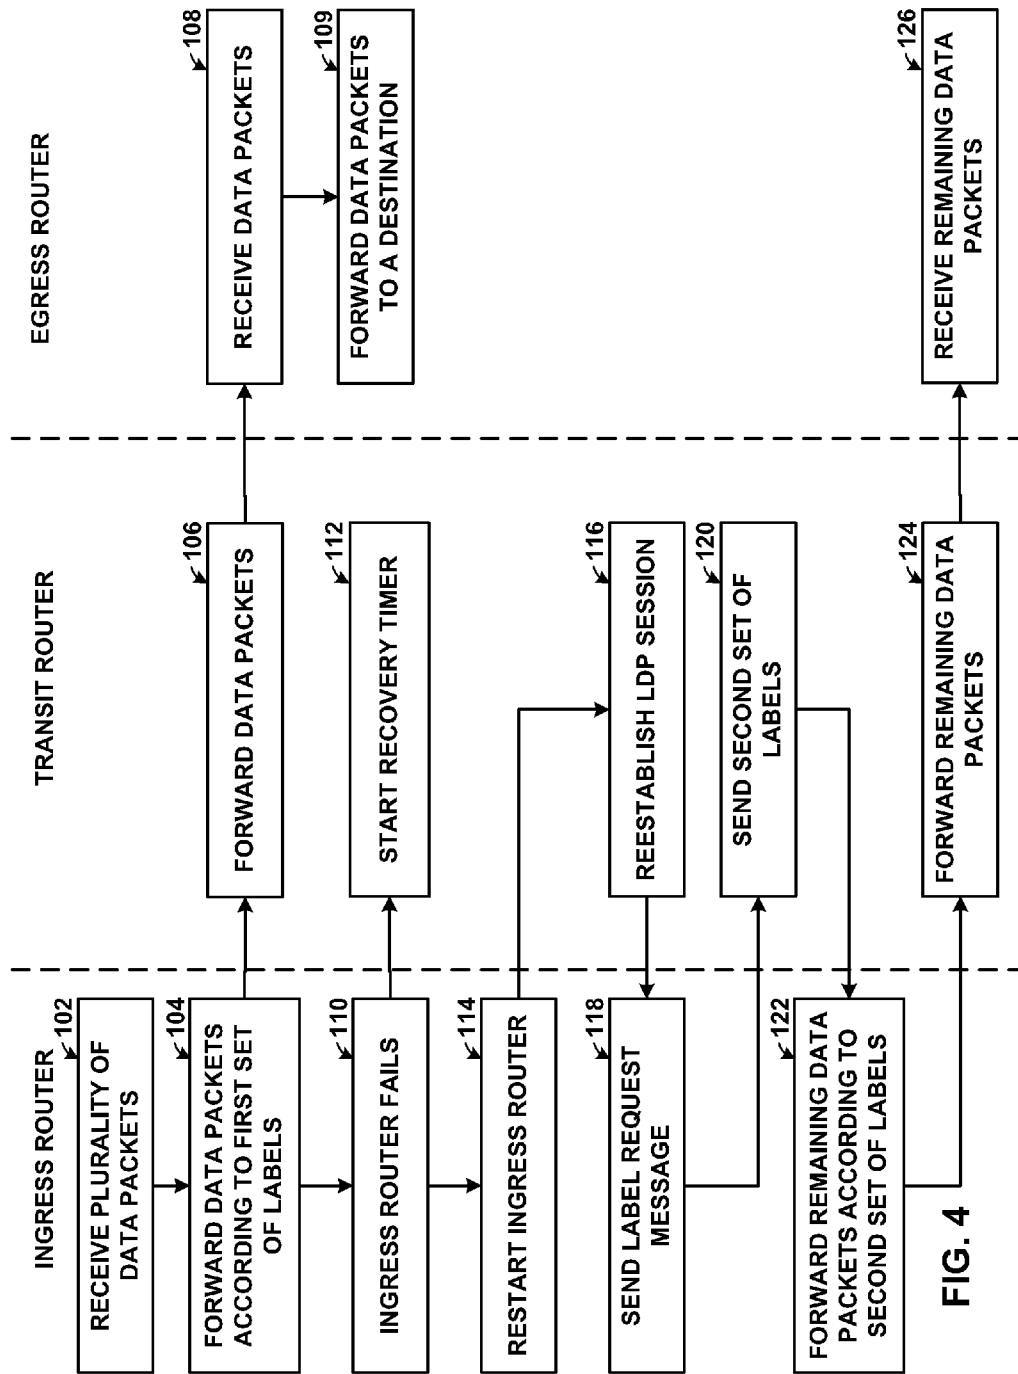 INGRESS ROUTER
TRANSIT ROUTER
EGRESS ROUTER
102
RECEIVE PLURALITY OF
DATA PACKETS
104
FORWARD DATA PACKETS
ACCORDING TO FIRST SET
OF LABELS
106
FORWARD DATA PACKETS
108
RECEIVE DATA PACKETS
109
FORWARD DATA PACKETS
TO A DESTINATION
110
INGRESS ROUTER FAILS
112
START RECOVERY TIMER
114
RESTART INGRESS ROUTER
116
REESTABLISH LDP SESSION
118
SEND LABEL REQUEST
MESSAGE
120
SEND SECOND SET OF
LABELS
122
FORWARD REMAINING DATA
PACKETS ACCORDING TO
SECOND SET OF LABELS
124
FORWARD REMAINING DATA
PACKETS
126
RECEIVE REMAINING DATA
PACKETS
FIG. 4